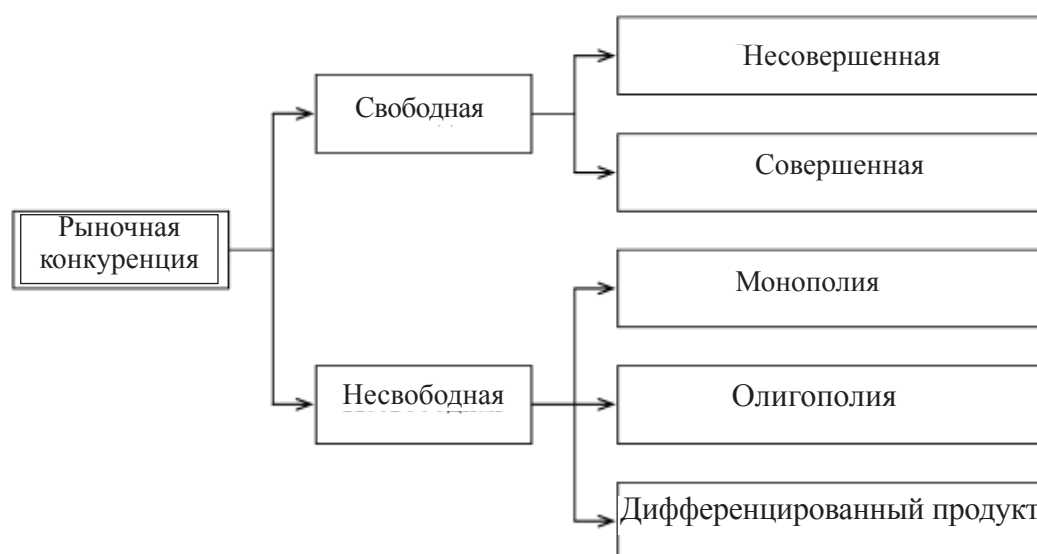 Несовершенная
Свободная
Совершенная
Рыночная
конкуренция
Монополия
Несвободная
Олигополия
Дифференцированный продукт